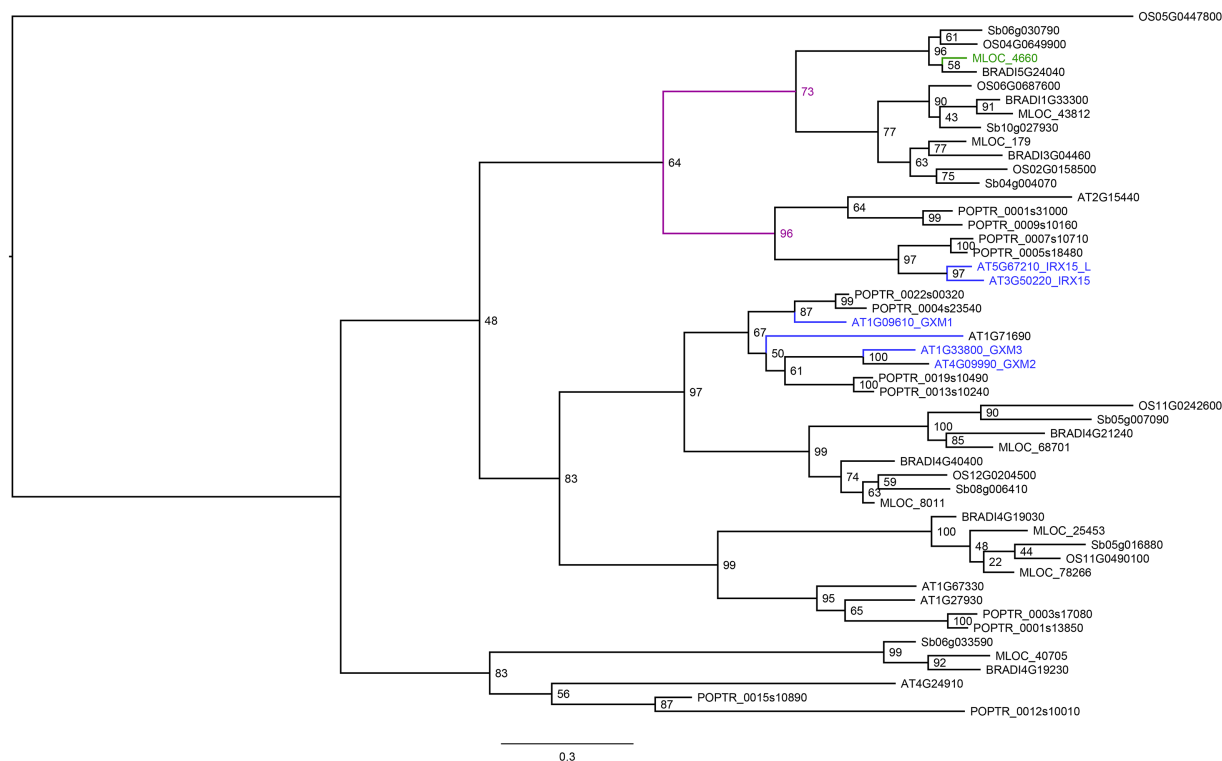 OS05G0447800
Sb06g030790
61
OS04G0649900
96
MLOC_4660
58
BRADI5G24040
73
OS06G0687600
90
BRADI1G33300
91
MLOC_43812
43
Sb10g027930
77
MLOC_179
77
BRADI3G04460
63
OS02G0158500
75
Sb04g004070
64
AT2G15440
64
POPTR_0001s31000
99
POPTR_0009s10160
96
POPTR_0007s10710
100
POPTR_0005s18480
97
AT5G67210_IRX15_L
97
AT3G50220_IRX15
48
POPTR_0022s00320
99
POPTR_0004s23540
87
AT1G09610_GXM1
67
AT1G71690
50
AT1G33800_GXM3
100
AT4G09990_GXM2
61
POPTR_0019s10490
100
POPTR_0013s10240
97
OS11G0242600
90
Sb05g007090
100
BRADI4G21240
85
MLOC_68701
99
BRADI4G40400
74
OS12G0204500
59
Sb08g006410
63
MLOC_8011
83
BRADI4G19030
100
MLOC_25453
48
Sb05g016880
44
OS11G0490100
22
MLOC_78266
99
AT1G67330
95
AT1G27930
65
POPTR_0003s17080
100
POPTR_0001s13850
Sb06g033590
99
MLOC_40705
92
BRADI4G19230
83
AT4G24910
56
POPTR_0015s10890
87
POPTR_0012s10010
0.3